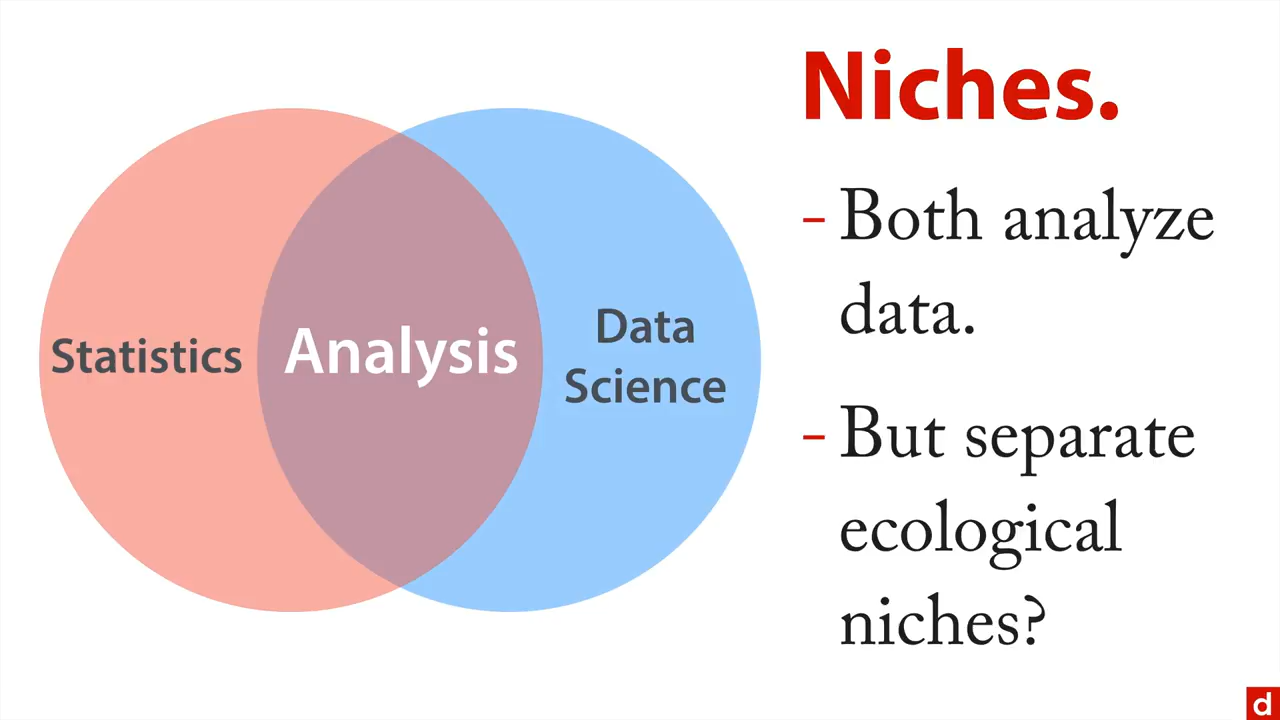 Niches.
Statistics
Analysis
Data
Science
- Both analyze
data.
- But separate
ecological
niches?
d